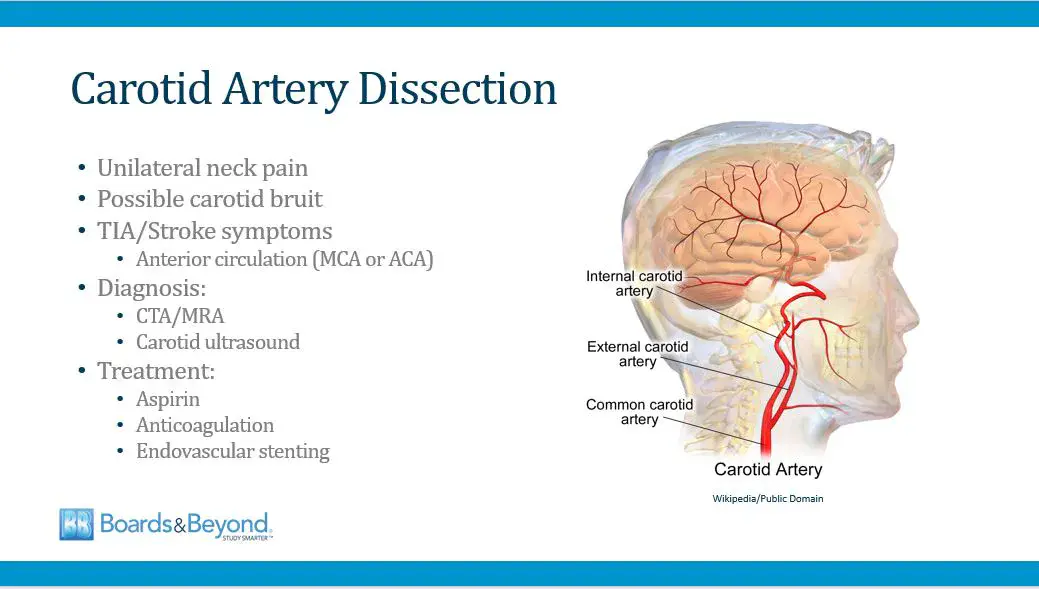 Carotid Artery Dissection
• Unilateral neck pain
• Possible carotid bruit
• TIA/Stroke symptoms
• Anterior circulation (MCA or ACA)
• Diagnosis:
• CTA/MRA
• Carotid ultrasound
• Treatment:
• Aspirin
• Anticoagulation
• Endovascular stenting
Internal carotid
artery
External carotid
artery
Common carotid
artery
Carotid Artery
Wikipedia/Public Domain
BB Boards&Beyond®
STUDY SMARTER™